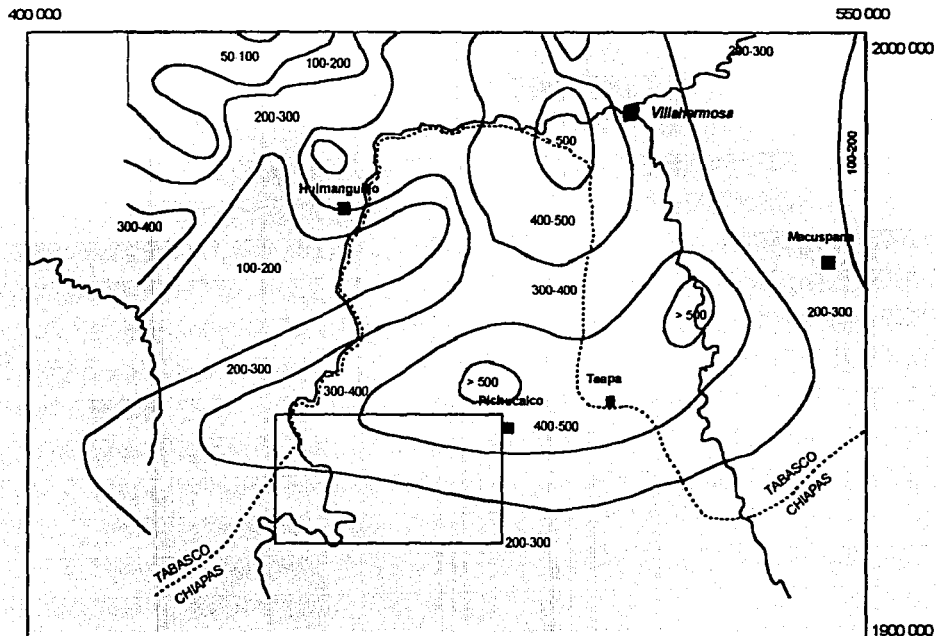 400 000
550 000
2000 000
50-100
100-200
200-300
200-300
Villahermosa
> 500
100-200
Huimanguillo
300-400
400-500
Macuspana
100-200
300-400
200-300
> 500
200-300
300-400
> 500
Teapa
Pichucalco
400-500
TABASCO
CHIAPAS
200-300
TABASCO
CHIAPAS
1900 000